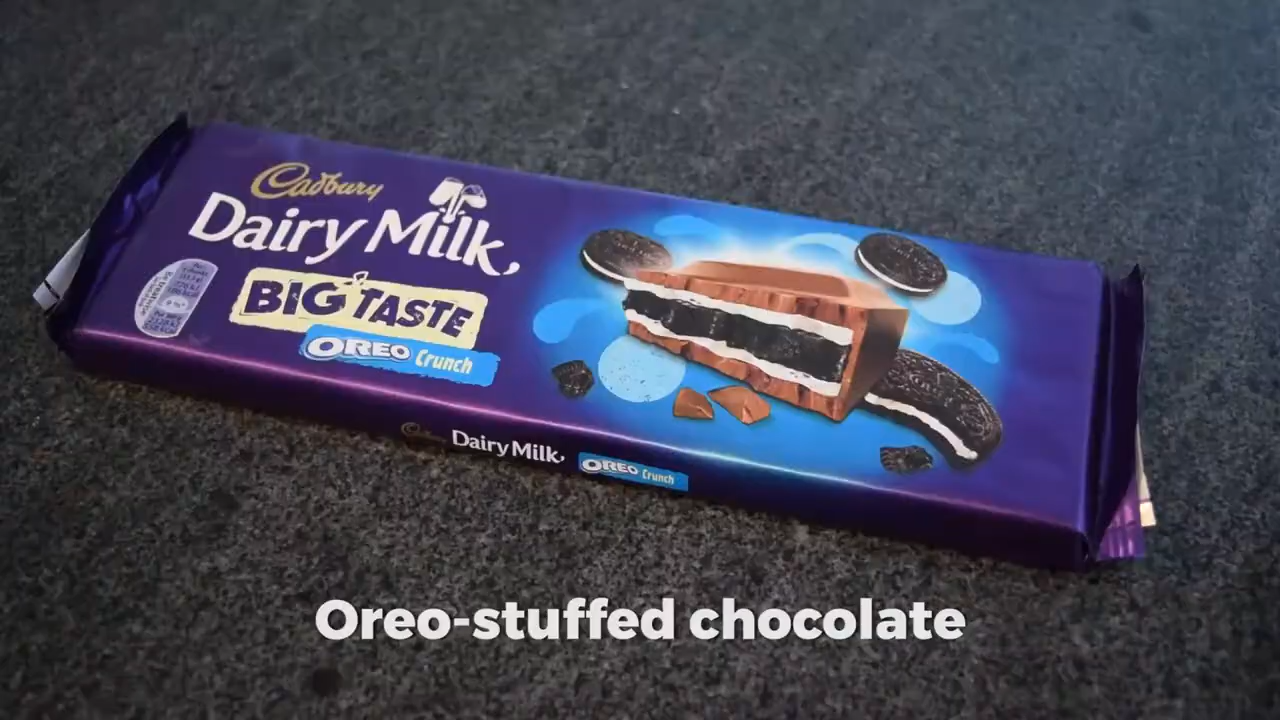 Cadbury
Dairy Milk
BIG TASTE
OREO Crunch
Dairy Milk
OREO Crunch
Oreo-stuffed chocolate